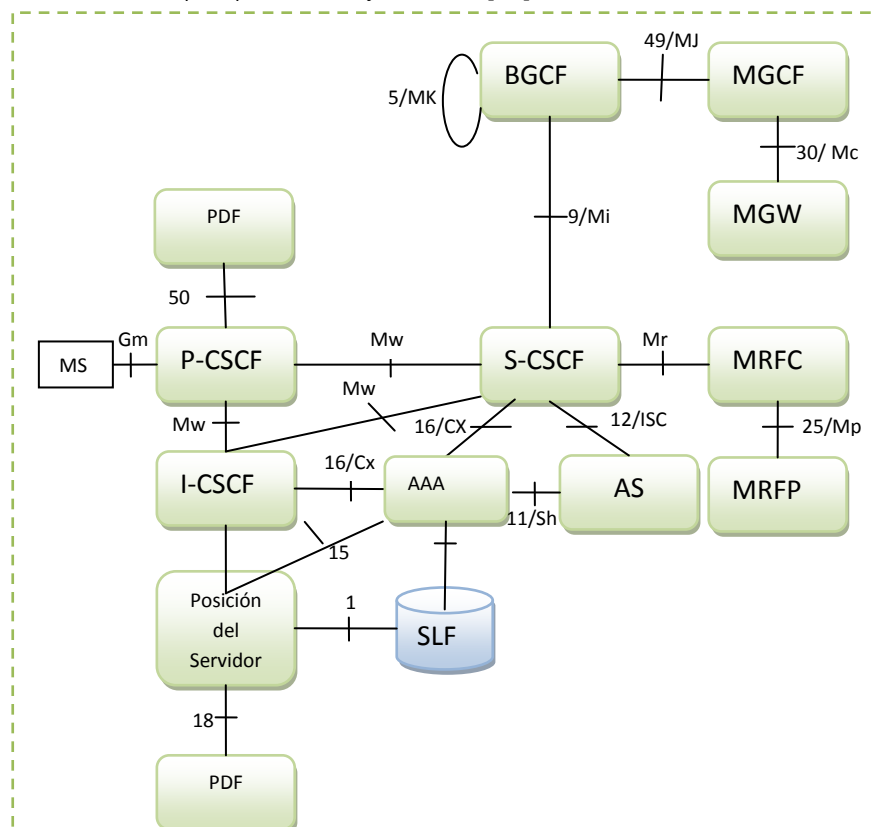 49/MJ
BGCF
MGCF
5/MK
30/ Mc
MGW
PDF
9/Mi
50
Gm
MS
P-CSCF
Mw
S-CSCF
Mr
MRFC
Mw
Mw
16/CX
12/ISC
25/Mp
I-CSCF
16/Cx
AAA
AS
MRFP
11/Sh
15
Posición
del
Servidor
1
SLF
18
PDF